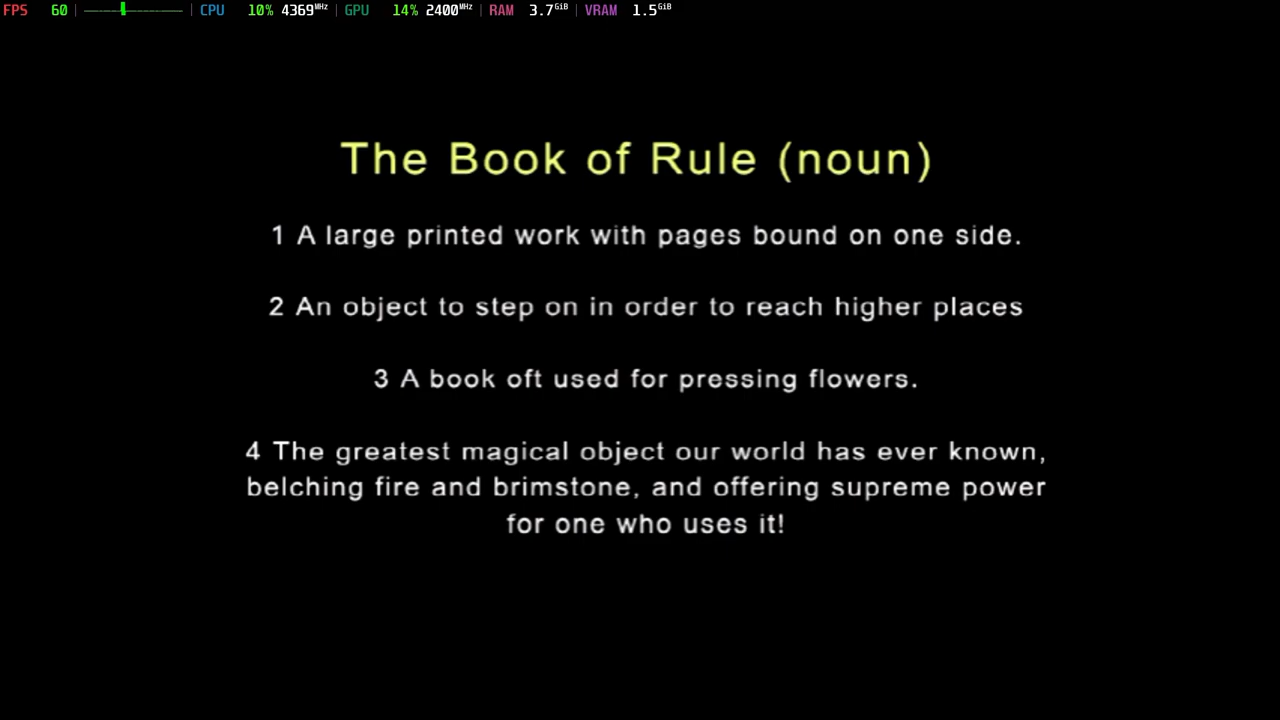 FPS 60 CPU 10% 4369MHz GPU 14% 2400MHz RAM 3.7GiB VRAM 1.5GiB
The Book of Rule (noun)
1 A large printed work with pages bound on one side.
2 An object to step on in order to reach higher places
3 A book oft used for pressing flowers.
4 The greatest magical object our world has ever known,
belching fire and brimstone, and offering supreme power
for one who uses it!